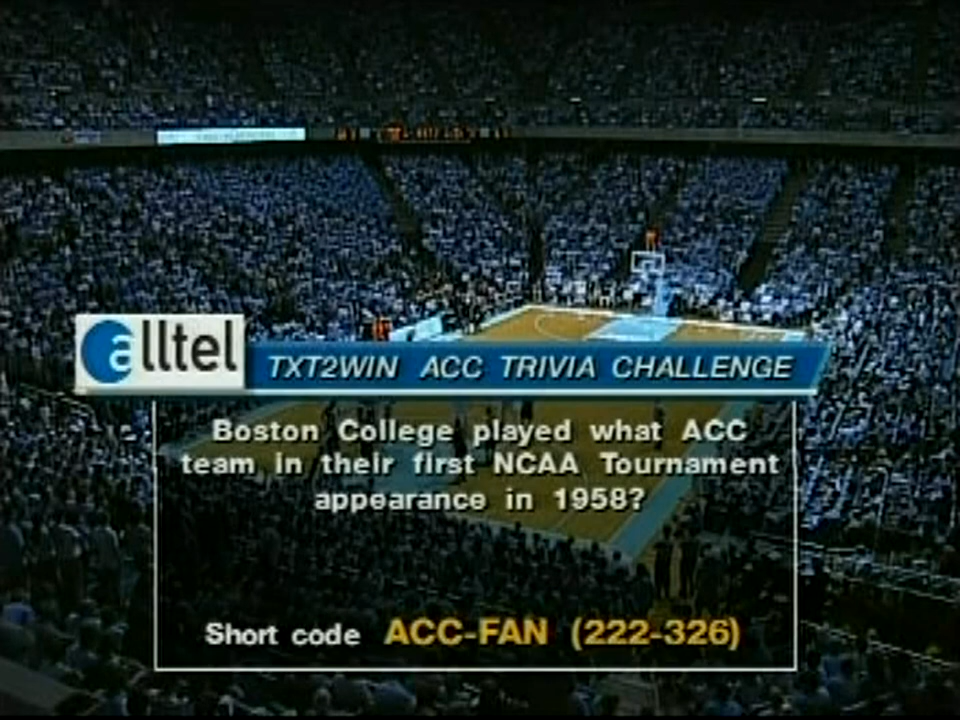 alltel
TXT2WIN ACC TRIVIA CHALLENGE
Boston College played what ACC
team in their first NCAA Tournament
appearance in 1958?
Short code ACC-FAN (222-326)